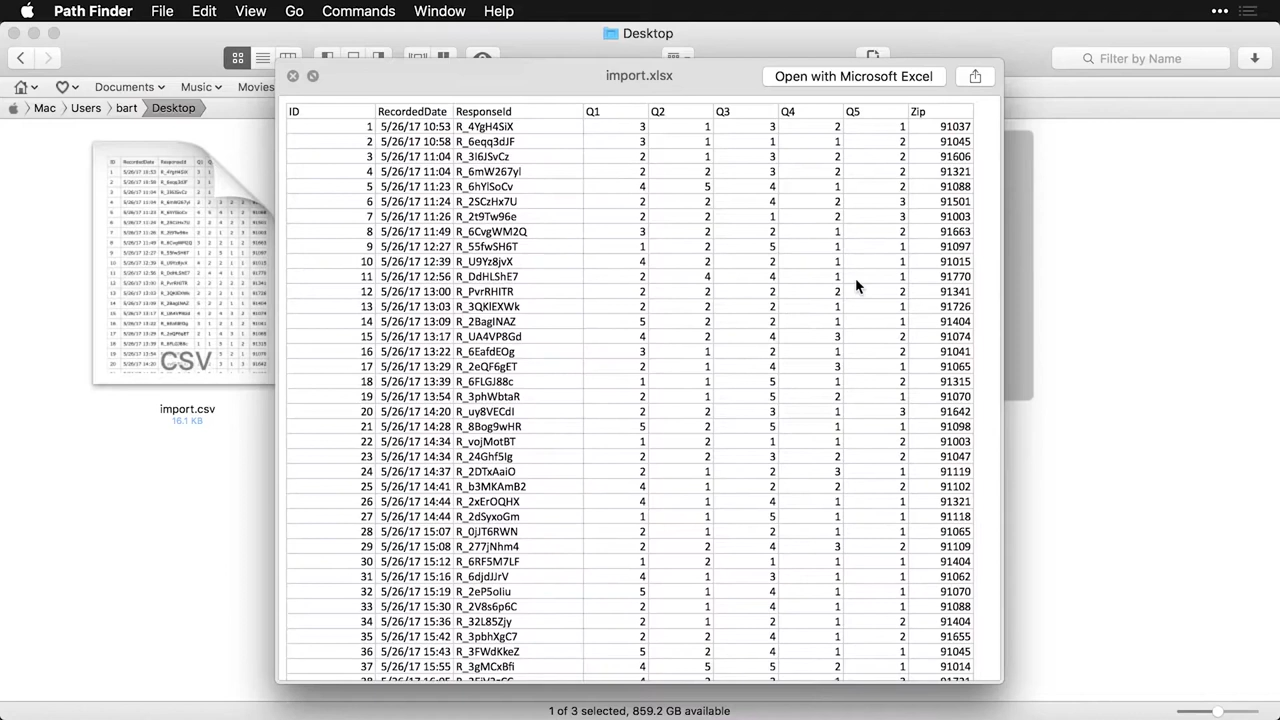 Path Finder File Edit View Go Commands Window Help
Desktop
Filter by Name
Documents Music Movies
Mac Users bart Desktop
import.xlsx
Open with Microsoft Excel
ID RecordedDate ResponseId Q1 Q2 Q3 Q4 Q5 Zip
1 5/26/17 10:53 R_4YgH4SiX 3 1 3 2 1 91037
2 5/26/17 10:58 R_6eqq3dJF 3 1 1 1 2 91045
3 5/26/17 11:04 R_3I6JSvCz 2 1 3 2 2 91606
4 5/26/17 11:04 R_6mW267yl 2 2 3 2 2 91321
5 5/26/17 11:23 R_6hYlSoCv 2 5 4 1 2 91088
6 5/26/17 11:24 R_2SCzHx7U 2 2 4 2 3 91501
7 5/26/17 11:26 R_2t9Tw96e 2 2 1 1 3 91003
8 5/26/17 11:49 R_6CvgWM2Q 3 2 2 1 2 91663
9 5/26/17 12:27 R_55fwSH6T 1 2 5 1 1 91097
10 5/26/17 12:39 R_U9Yz8jvX 4 2 2 1 1 91015
11 5/26/17 12:56 R_DdHLShE7 2 4 4 1 1 91770
12 5/26/17 13:00 R_PvrRHITR 2 2 2 2 2 91341
13 5/26/17 13:03 R_3QKlEXWk 2 2 2 1 1 91726
14 5/26/17 13:09 R_2BagINAZ 5 2 2 1 1 91404
15 5/26/17 13:17 R_UA4VP8Gd 4 2 4 3 2 91074
16 5/26/17 13:22 R_6EafdEOg 2 1 2 1 1 91041
17 5/26/17 13:29 R_2eQF6gET 2 1 4 3 1 91065
18 5/26/17 13:39 R_6FLGJ88c 1 1 5 1 2 91315
19 5/26/17 13:54 R_3phWbtaR 2 1 5 2 1 91070
20 5/26/17 14:20 R_uy8VECdI 2 2 3 1 3 91642
21 5/26/17 14:28 R_8Bog9wHR 5 2 5 1 1 91098
22 5/26/17 14:34 R_vojMotBT 1 2 1 1 2 91003
23 5/26/17 14:34 R_24Ghf5Ig 2 2 3 2 2 91047
24 5/26/17 14:37 R_2DTxAaiO 2 1 2 3 1 91119
25 5/26/17 14:41 R_b3MKAmB2 4 1 2 2 2 91102
26 5/26/17 14:44 R_2xErOQHX 4 1 4 1 1 91321
27 5/26/17 14:44 R_2dSyxoGm 1 1 5 1 1 91118
28 5/26/17 15:07 R_0jJT6RWN 2 1 2 1 1 91065
29 5/26/17 15:08 R_277jNhm4 2 2 4 3 2 91109
30 5/26/17 15:12 R_6RF5M7LF 1 2 1 1 1 91404
31 5/26/17 15:16 R_6djdJJrV 4 1 3 1 1 91062
32 5/26/17 15:19 R_2eP5oIiu 5 1 4 1 1 91070
33 5/26/17 15:30 R_2V8s6p6C 2 1 4 1 1 91088
34 5/26/17 15:36 R_32L85Zjy 2 1 2 1 2 91404
35 5/26/17 15:42 R_3pbhXgC7 2 2 4 1 1 91655
36 5/26/17 15:43 R_3FWdKkeZ 5 2 4 1 1 91045
37 5/26/17 15:55 R_3gMCxBfi 4 5 5 2 1 91014
CSV
import.csv
16.1 KB
1 of 3 selected, 859.2 GB available